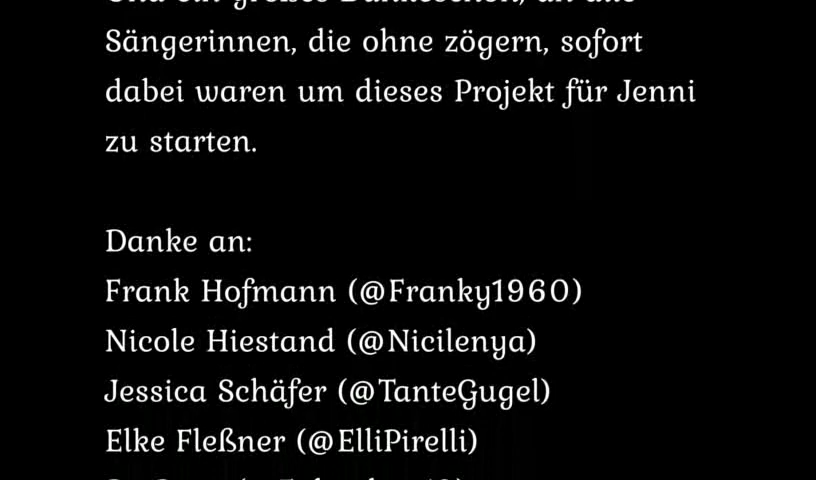 Sängerinnen, die ohne zögern, sofort
dabei waren um dieses Projekt für Jenni
zu starten.
Danke an:
Frank Hofmann (@Franky1960)
Nicole Hiestand (@Nicilenya)
Jessica Schäfer (@TanteGugel)
Elke Fleßner (@ElliPirelli)